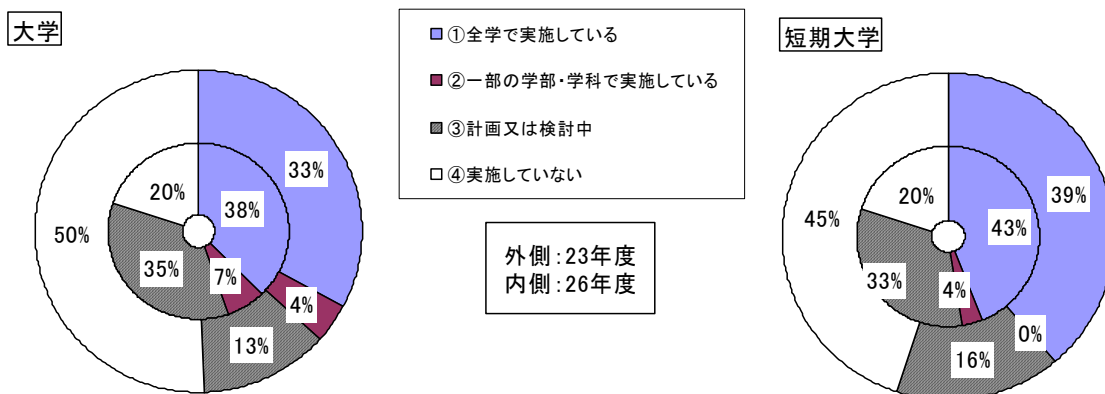 大学
①全学で実施している
②一部の学部・学科で実施している
③計画又は検討中
④実施していない
外側:23年度
内側:26年度
短期大学
33%
4%
13%
50%
38%
7%
35%
20%
39%
0%
16%
45%
43%
4%
33%
20%